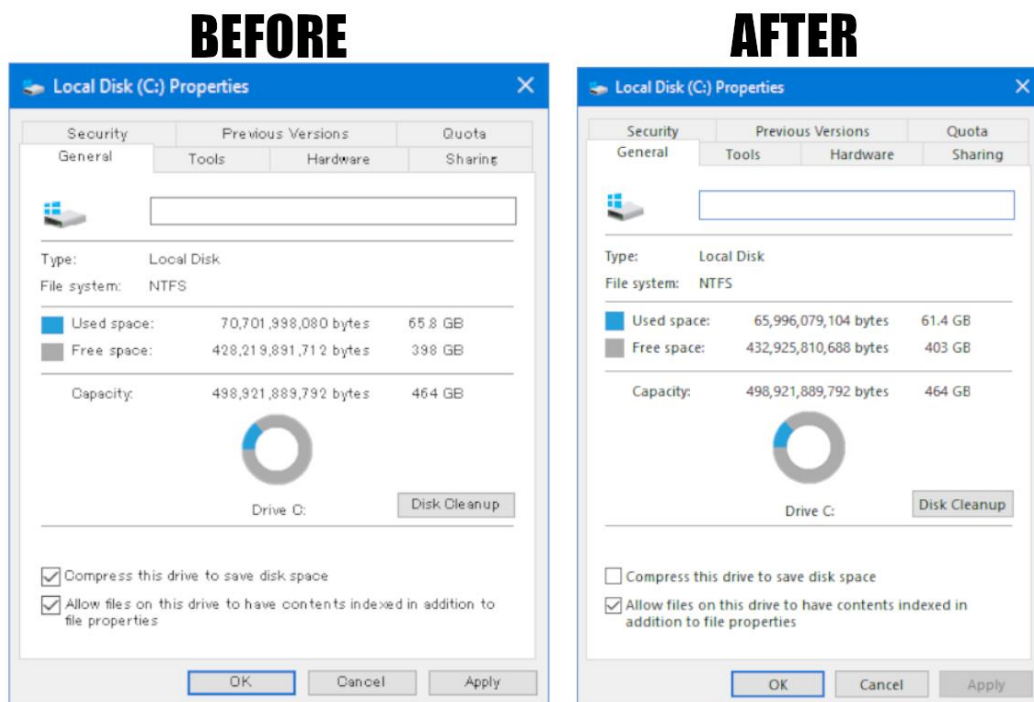 BEFORE
Local Disk (C:) Properties
Security Previous Versions Quota
General Tools Hardware Sharing
Type: Local Disk
File system: NTFS
Used space: 70,701,998,080 bytes 65.8 GB
Free space: 428,219,891,712 bytes 398 GB
Capacity: 498,921,889,792 bytes 464 GB
Drive C:
Disk Cleanup
Compress this drive to save disk space
Allow files on this drive to have contents indexed in addition to
file properties
OK Cancel Apply
AFTER
Local Disk (C:) Properties
Security Previous Versions Quota
General Tools Hardware Sharing
Type: Local Disk
File system: NTFS
Used space: 65,996,079,104 bytes 61.4 GB
Free space: 432,925,810,688 bytes 403 GB
Capacity: 498,921,889,792 bytes 464 GB
Drive C:
Disk Cleanup
Compress this drive to save disk space
Allow files on this drive to have contents indexed in
addition to file properties
OK Cancel Apply